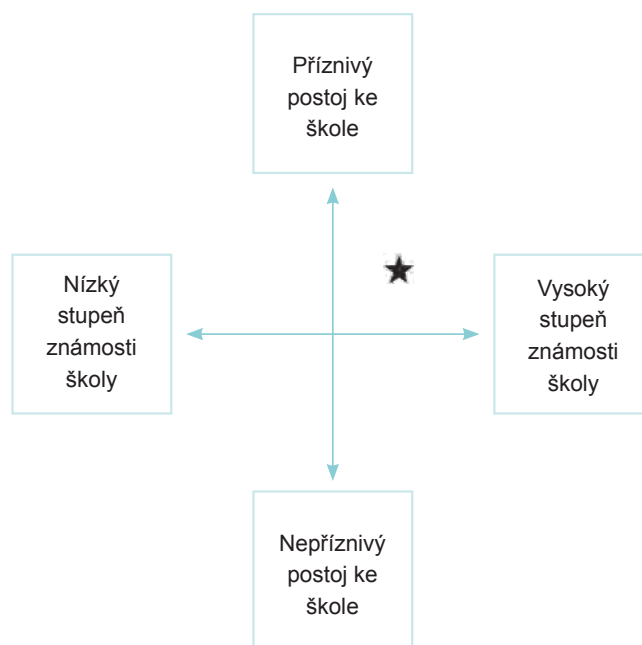 Příznivý
postoj ke
škole
Nízký
stupeň
známosti
školy
Vysoký
stupeň
známosti
školy
Nepříznivý
postoj ke
škole